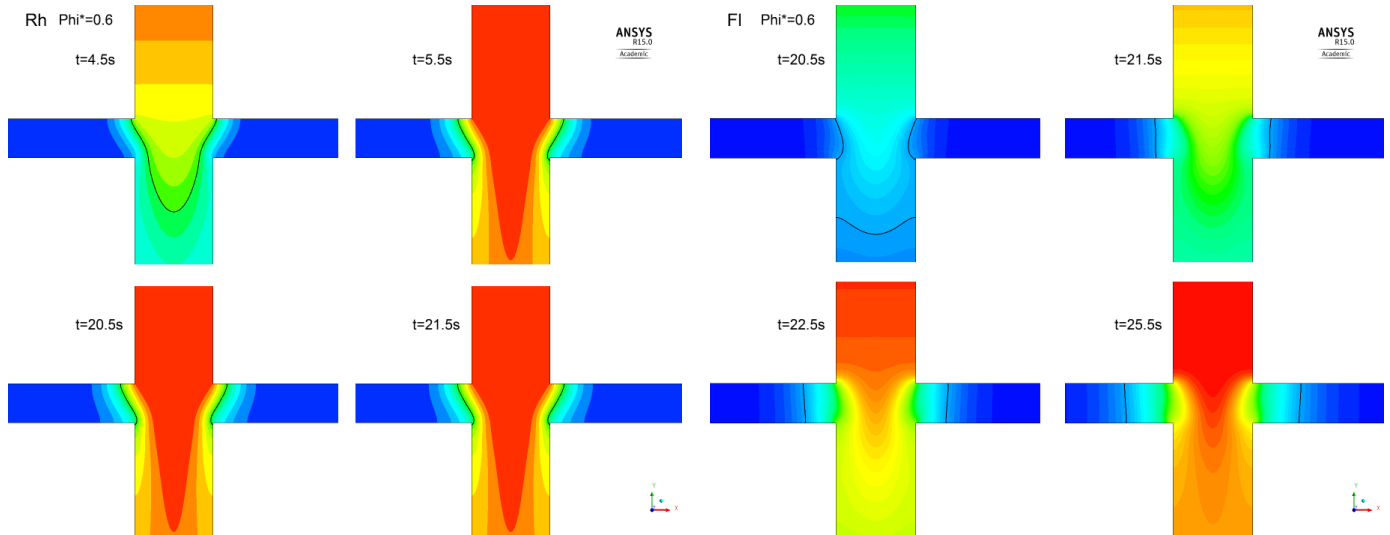 Rh Phi*=0.6
t=4.5s
t=5.5s
ANSYS
R15.0
Academic
t=20.5s
t=21.5s
Y
X
Fl Phi*=0.6
t=20.5s
t=21.5s
ANSYS
R15.0
Academic
t=22.5s
t=25.5s
Y
X